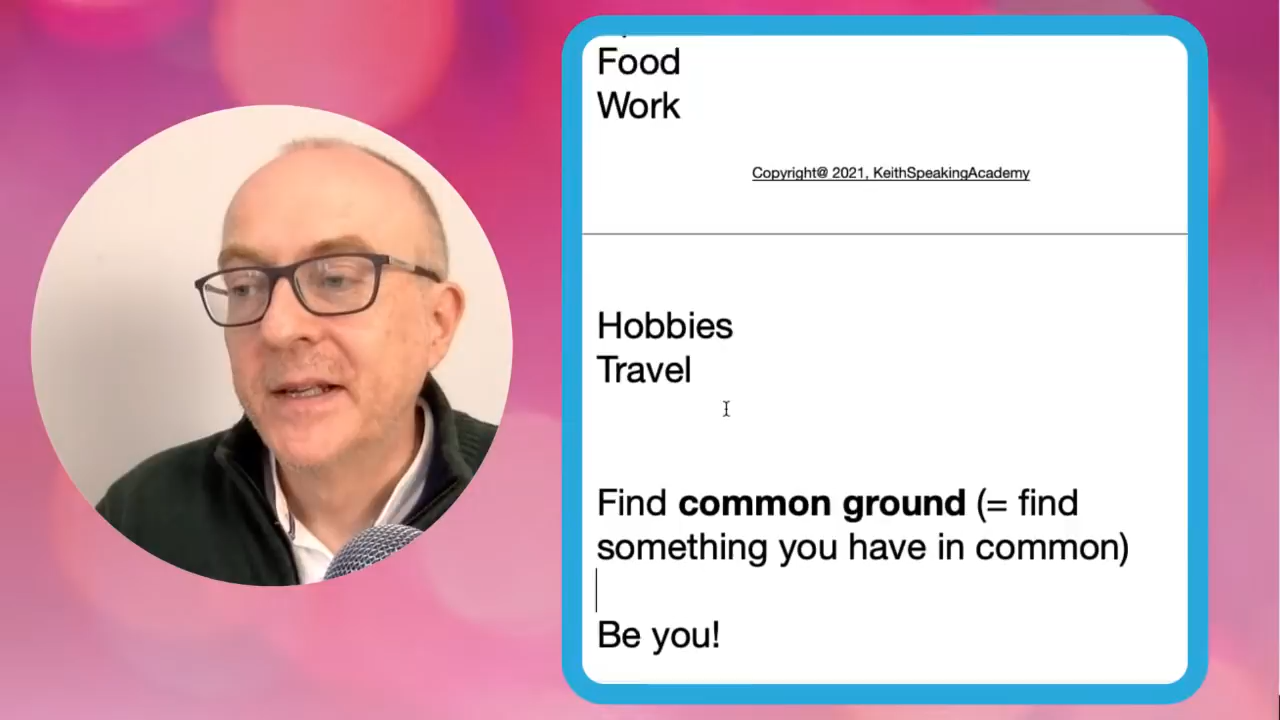 Food
Work
Copyright@ 2021, KeithSpeakingAcademy
Hobbies
Travel
Find common ground (= find
something you have in common)
Be you!